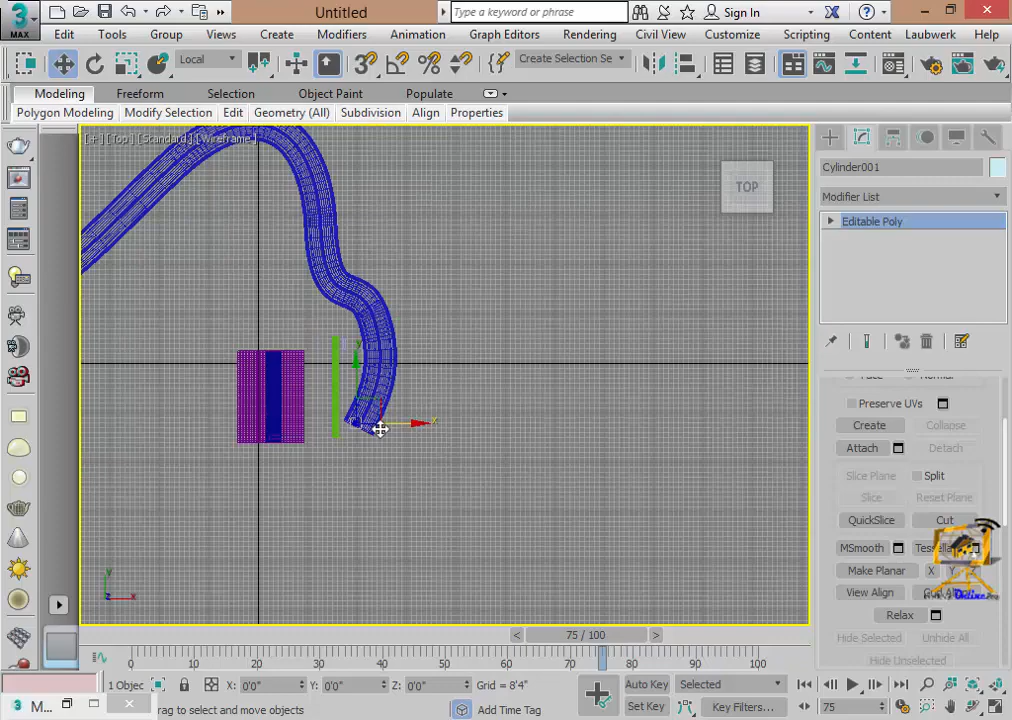 3 MAX
Untitled
Type a keyword or phrase
Sign In
Edit Tools Group Views Create Modifiers Animation Graph Editors Rendering Civil View Customize Scripting Content Laubwerk Help
Local
Create Selection Se
Modeling Freeform Selection Object Paint Populate
Polygon Modeling Modify Selection Edit Geometry (All) Subdivision Align Properties
[+][Top][Standard][Wireframe]
TOP
Cylinder001
Modifier List
Editable Poly
Preserve UVs
Create Collapse
Attach Detach
Slice Plane Split
Slice Reset Plane
QuickSlice Cut
MSmooth
Make Planar X Y
View Align
Relax
Hide Selected Unhide All
Hide Unselected
y
x
y
x
z
< 75 / 100 >
0 10 20 30 40 50 60 70 80 90 100
1 Objec X: 0'0" Y: 0'0" Z: 0'0" Grid = 8'4"
Auto Key Selected
M...
drag to select and move objects
Add Time Tag
Set Key Key Filters...
75